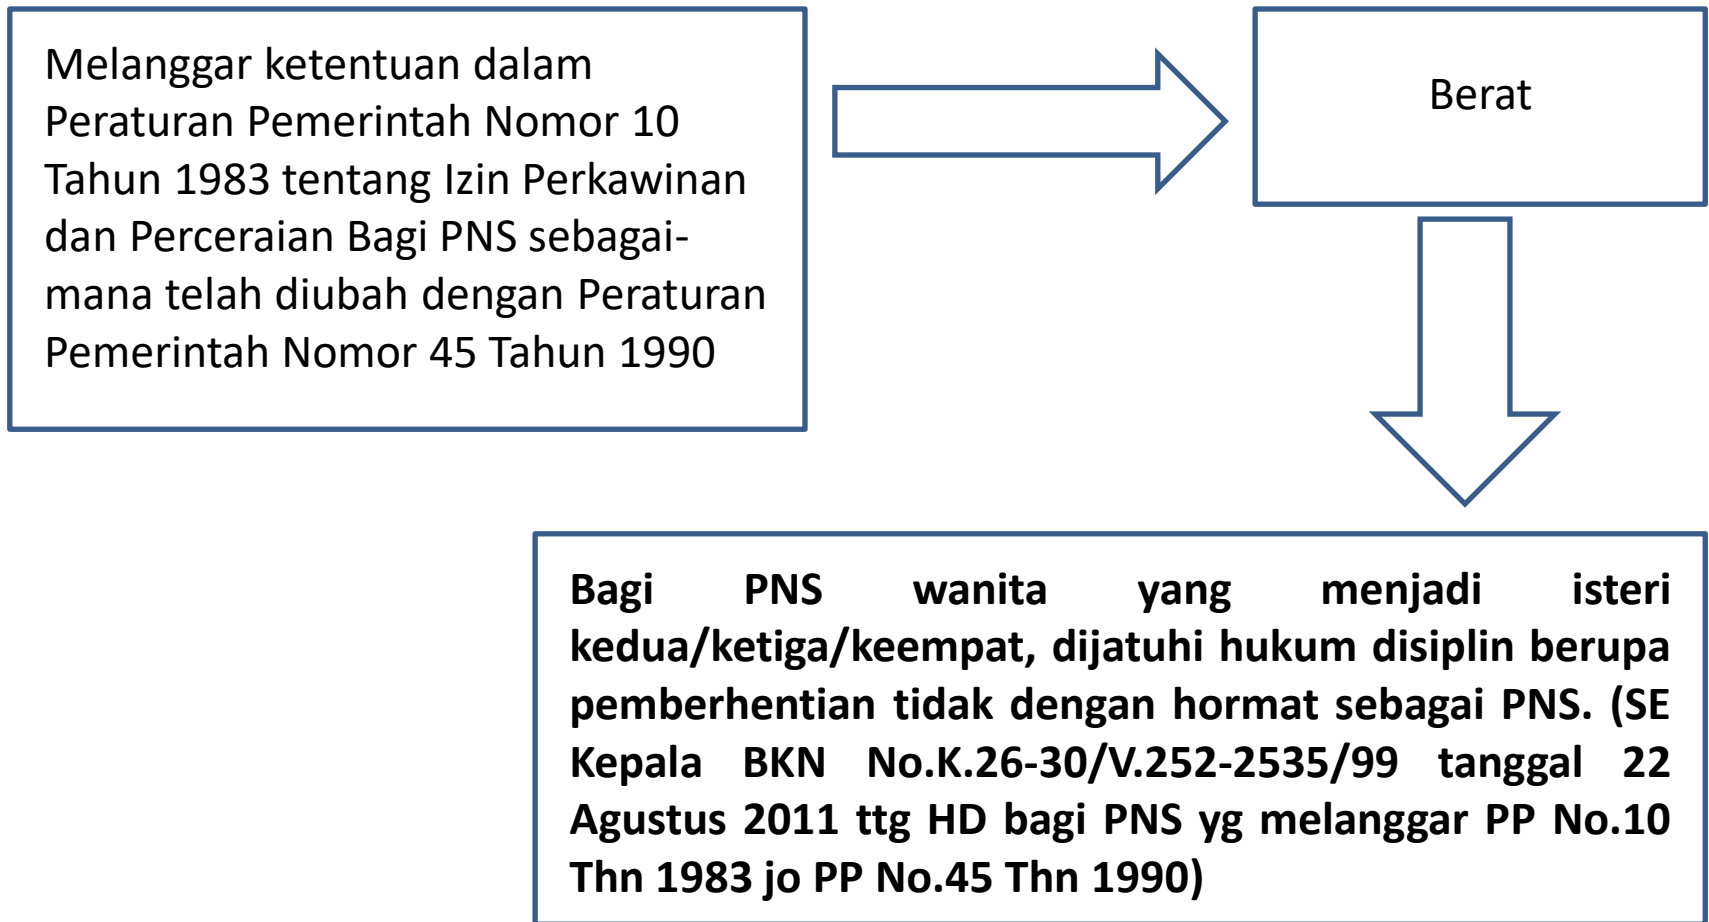 Melanggar ketentuan dalam
Peraturan Pemerintah Nomor 10
Tahun 1983 tentang Izin Perkawinan
dan Perceraian Bagi PNS sebagai-
mana telah diubah dengan Peraturan
Pemerintah Nomor 45 Tahun 1990
Berat
Bagi PNS wanita yang menjadi isteri
kedua/ketiga/keempat, dijatuhi hukum disiplin berupa
pemberhentian tidak dengan hormat sebagai PNS. (SE
Kepala BKN No.K.26-30/V.252-2535/99 tanggal 22
Agustus 2011 ttg HD bagi PNS yg melanggar PP No.10
Thn 1983 jo PP No.45 Thn 1990)